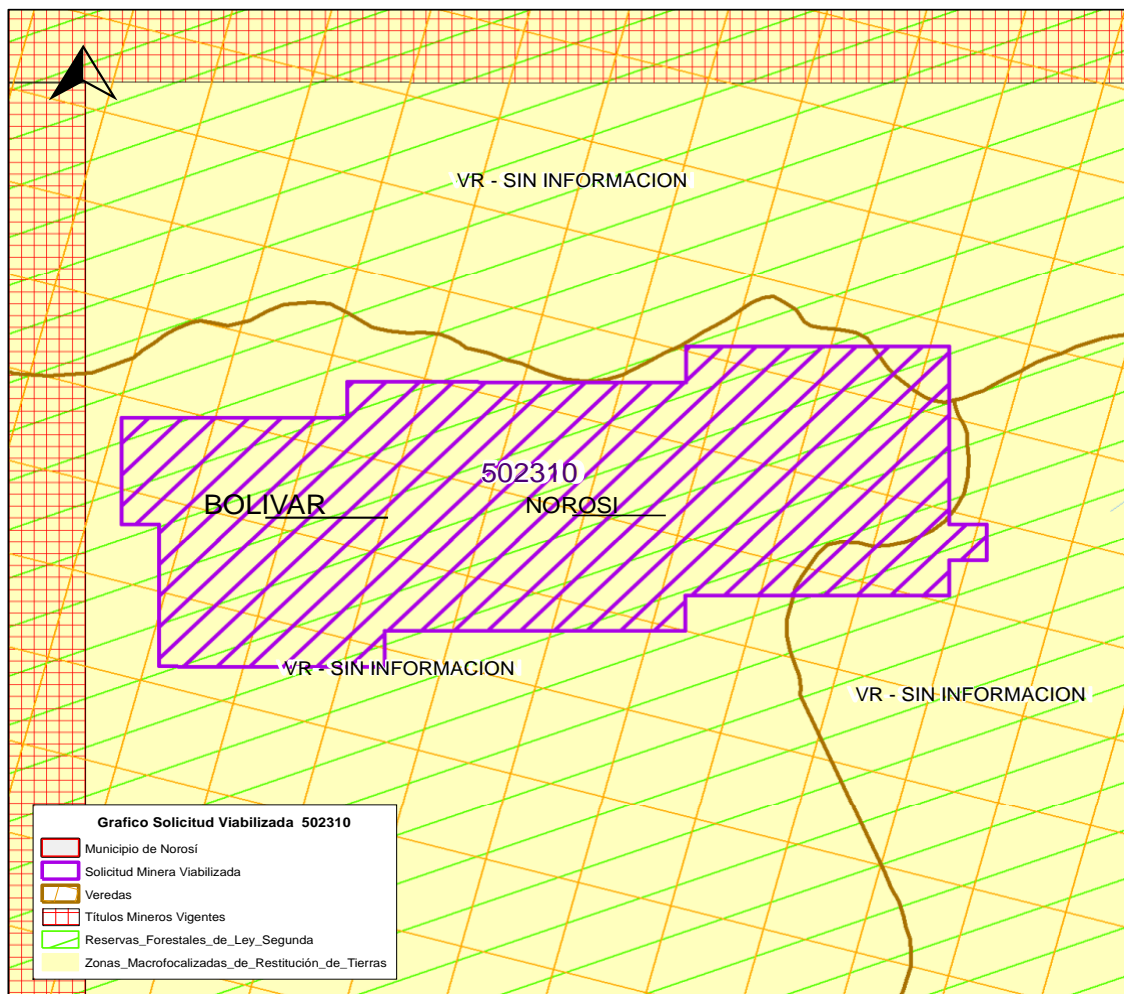 VR - SIN INFORMACION
502310
BOLIVAR
NOROSI
VR - SIN INFORMACION
VR - SIN INFORMACION
Grafico Solicitud Viabilizada 502310
Municipio de Norosí
Solicitud Minera Viabilizada
Veredas
Títulos Mineros Vigentes
Reservas_Forestales_de_Ley_Segunda
Zonas_Macrofocalizadas_de_Restitución_de_Tierras